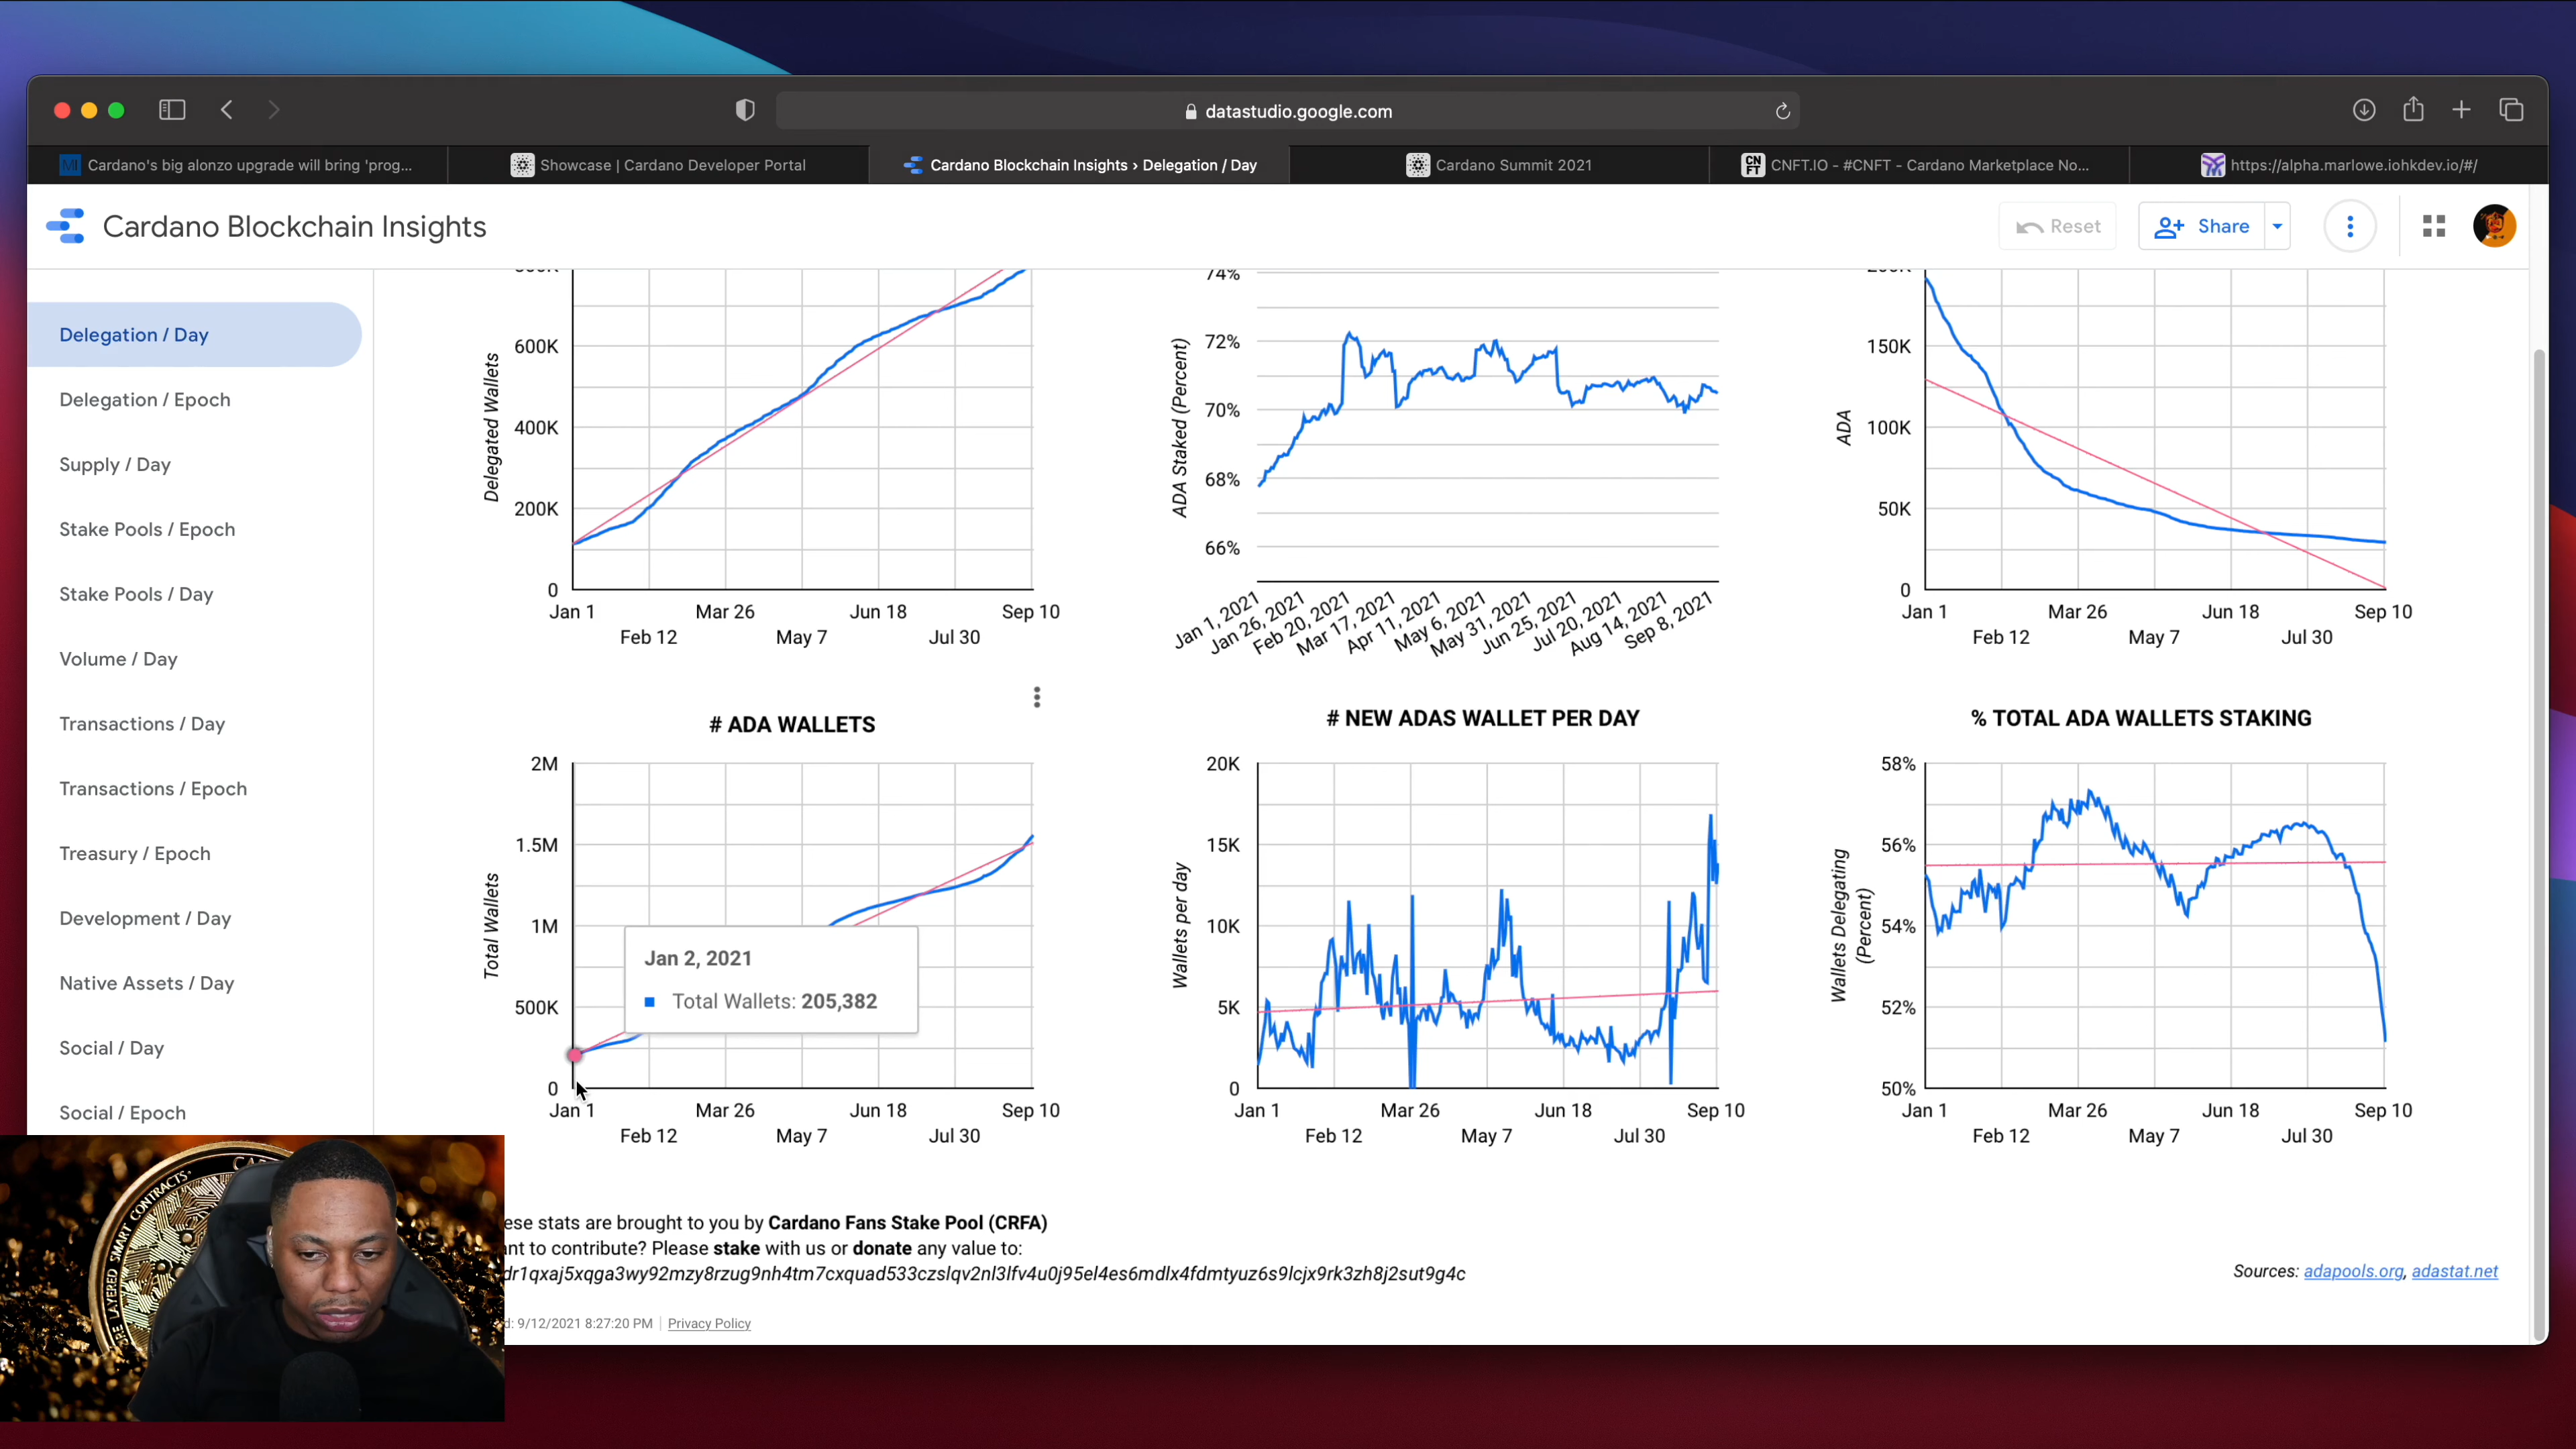 datastudio.google.com
Cardano's big alonzo upgrade will bring 'prog...
Showcase | Cardano Developer Portal
Cardano Blockchain Insights › Delegation / Day
Cardano Summit 2021
CNFT.IO - #CNFT - Cardano Marketplace No...
https://alpha.marlowe.iohkdev.io/#/
Cardano Blockchain Insights
Reset
Share
Delegation / Day
Delegation / Epoch
Supply / Day
Stake Pools / Epoch
Stake Pools / Day
Volume / Day
Transactions / Day
Transactions / Epoch
Treasury / Epoch
Development / Day
Native Assets / Day
Social / Day
Social / Epoch
Delegated Wallets
600K
400K
200K
0
Jan 1
Mar 26
Jun 18
Sep 10
Feb 12
May 7
Jul 30
ADA Staked (Percent)
74%
72%
70%
68%
66%
Jan 1, 2021
Jan 26, 2021
Feb 20, 2021
Mar 17, 2021
Apr 11, 2021
May 6, 2021
May 31, 2021
Jun 25, 2021
Jul 20, 2021
Aug 14, 2021
Sep 8, 2021
ADA
150K
100K
50K
0
Jan 1
Mar 26
Jun 18
Sep 10
Feb 12
May 7
Jul 30
# ADA WALLETS
Total Wallets
2M
1.5M
1M
500K
0
Jan 2, 2021
Total Wallets: 205,382
Jan 1
Mar 26
Jun 18
Sep 10
Feb 12
May 7
Jul 30
# NEW ADAS WALLET PER DAY
Wallets per day
20K
15K
10K
5K
0
Jan 1
Mar 26
Jun 18
Sep 10
Feb 12
May 7
Jul 30
% TOTAL ADA WALLETS STAKING
Wallets Delegating
(Percent)
58%
56%
54%
52%
50%
Jan 1
Mar 26
Jun 18
Sep 10
Feb 12
May 7
Jul 30
ese stats are brought to you by Cardano Fans Stake Pool (CRFA)
ant to contribute? Please stake with us or donate any value to:
dr1qxaj5xqga3wy92mzy8rzug9nh4tm7cxquad533czslqv2nl3lfv4u0j95el4es6mdlx4fdmtyuz6s9lcjx9rk3zh8j2sut9g4c
Sources: adapools.org, adastat.net
d: 9/12/2021 8:27:20 PM | Privacy Policy
LAYERED SMART CONTRACTS